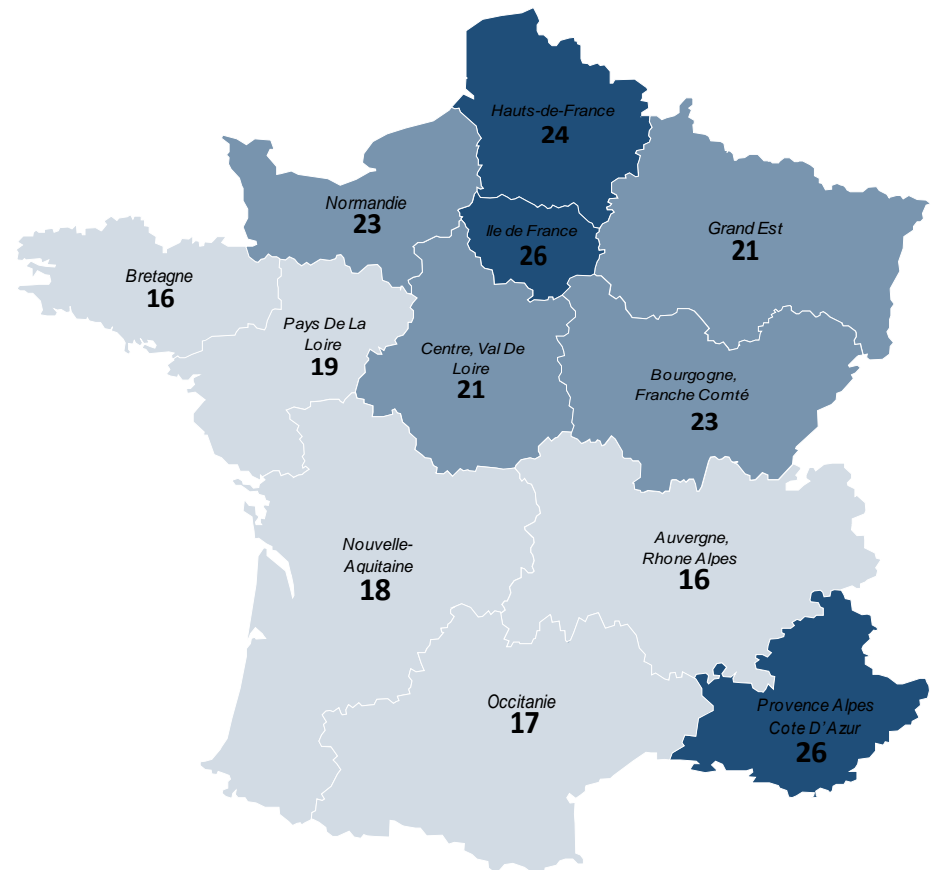 Hauts-de-France
24
Normandie
23
Ile de France
26
Grand Est
21
Bretagne
16
Pays De La
Loire
19
Centre, Val De
Loire
21
Bourgogne,
Franche Comté
23
Nouvelle-
Aquitaine
18
Auvergne,
Rhone Alpes
16
Occitanie
17
Provence Alpes
Cote D'Azur
26